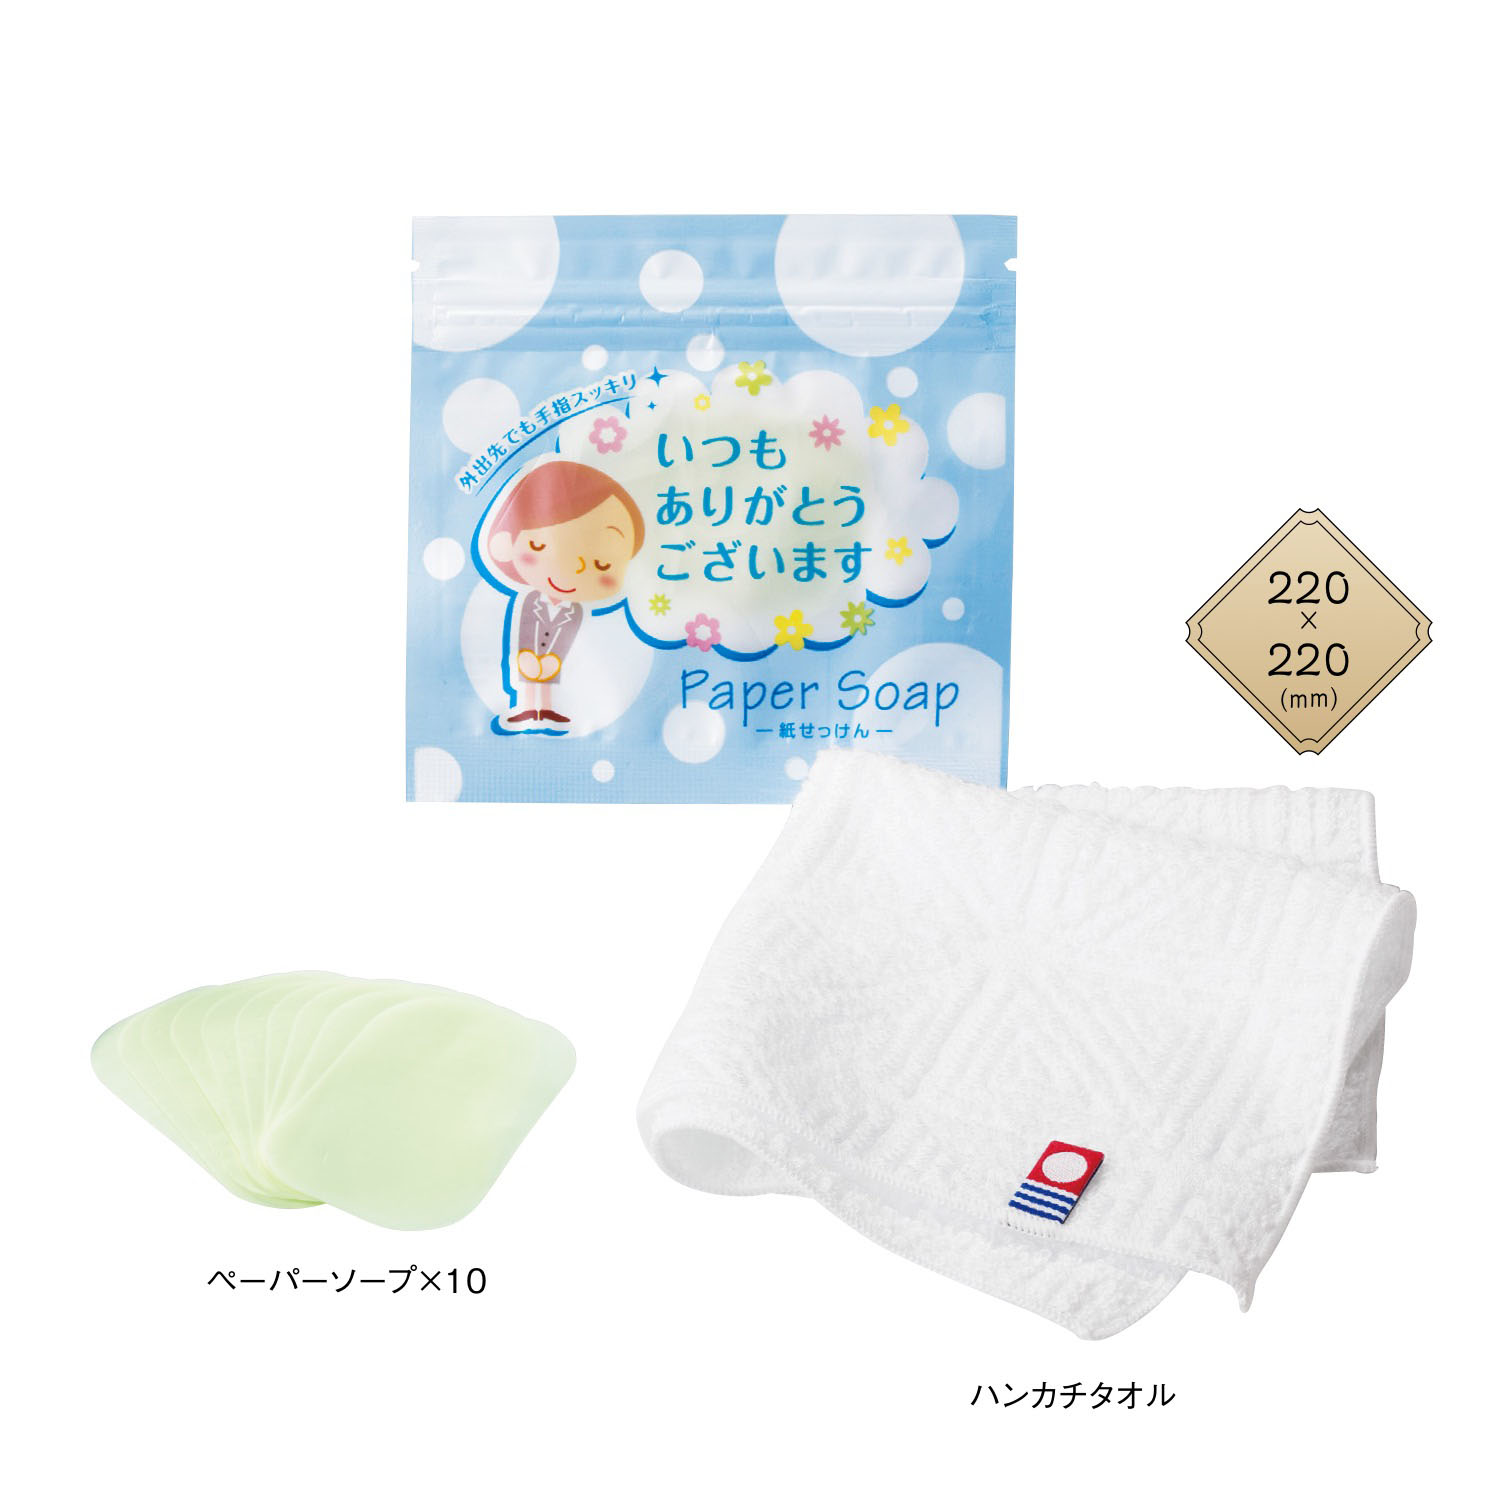 外出先でも手指スッキリ
いつも
ありがとう
ございます
Paper Soap
ー紙せっけんー
220
×
220
(mm)
ペーパーソープ×10
ハンカチタオル